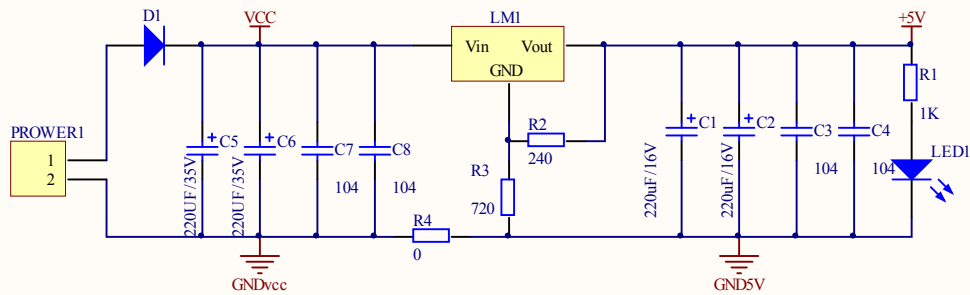 D1
VCC
LM1
+5V
Vin
Vout
GND
R1
1K
PROWER1
1
2
C5
220UF/35V
C6
220UF/35V
C7
104
C8
104
R2
240
R3
720
R4
0
C1
220uF/16V
C2
220uF/16V
C3
104
C4
104
LED1
GNDvcc
GND5V